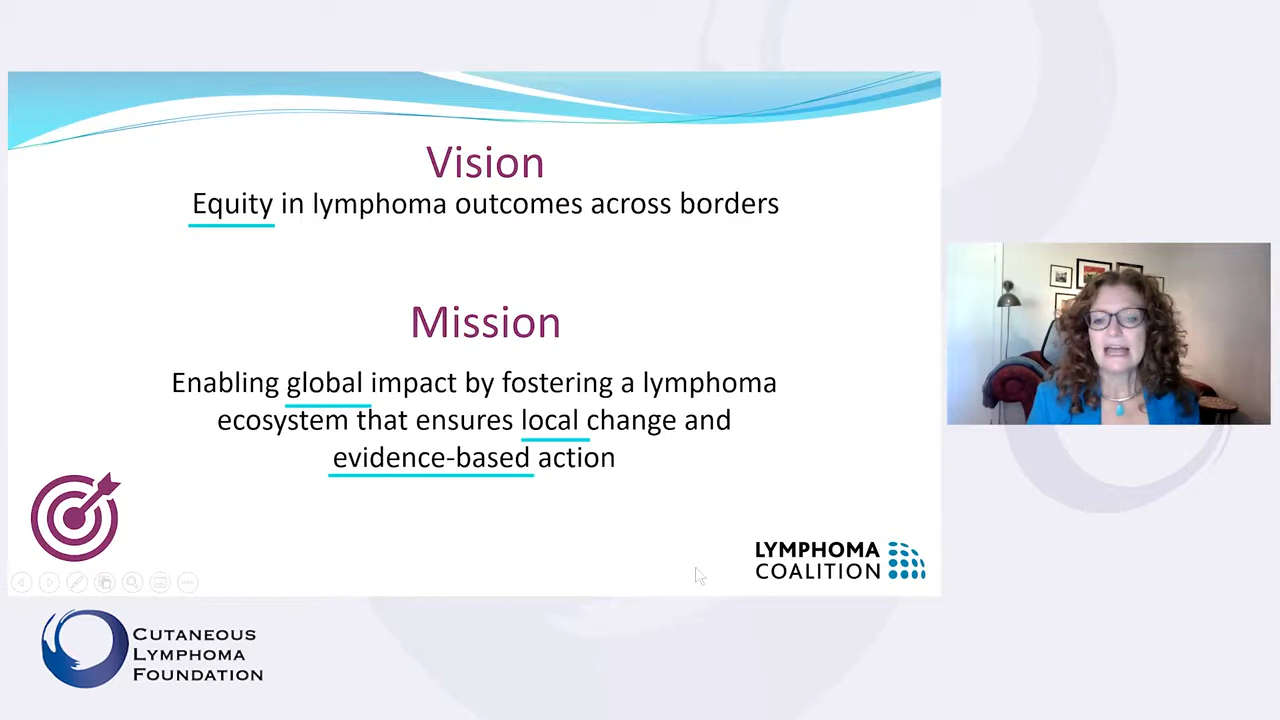 Vision
Equity in lymphoma outcomes across borders
Mission
Enabling global impact by fostering a lymphoma
ecosystem that ensures local change and
evidence-based action
LYMPHOMA
COALITION
CUTANEOUS
LYMPHOMA
FOUNDATION